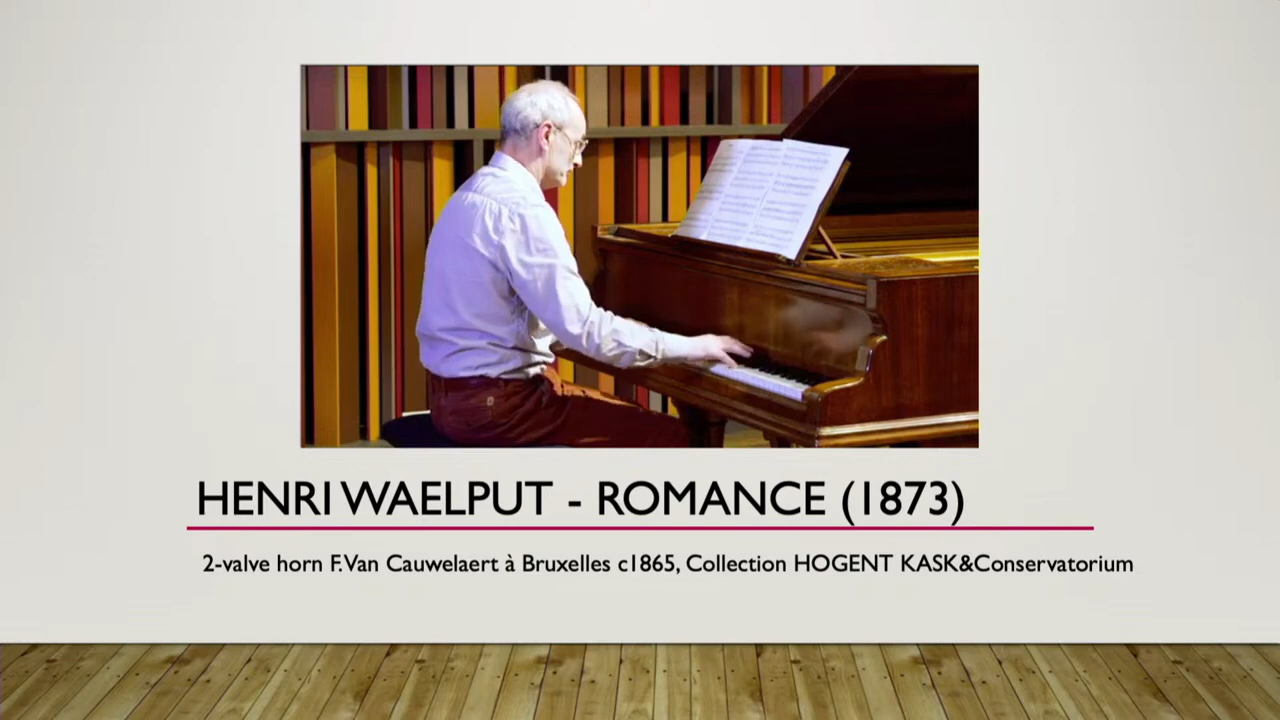 HENRI WAELPUT - ROMANCE (1873)
2-valve horn F.Van Cauwelaert à Bruxelles c1865, Collection HOGENT KASK&Conservatorium